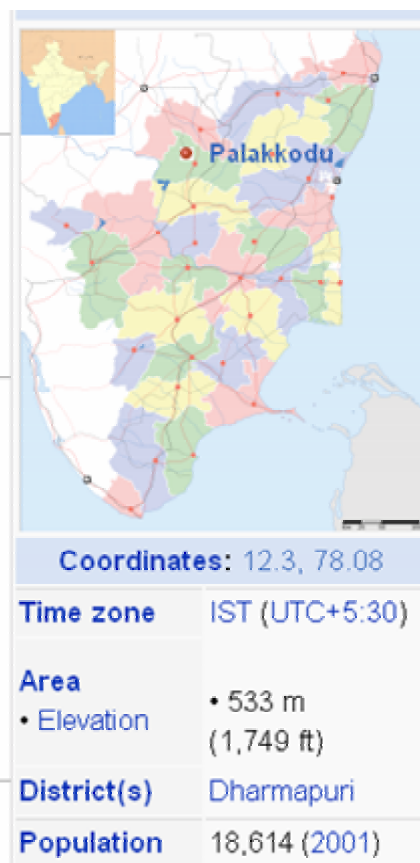 Palakkodu
Coordinates: 12.3, 78.08
Time zone IST (UTC+5:30)
Area
• Elevation
• 533 m
(1,749 ft)
District(s) Dharmapuri
Population 18,614 (2001)